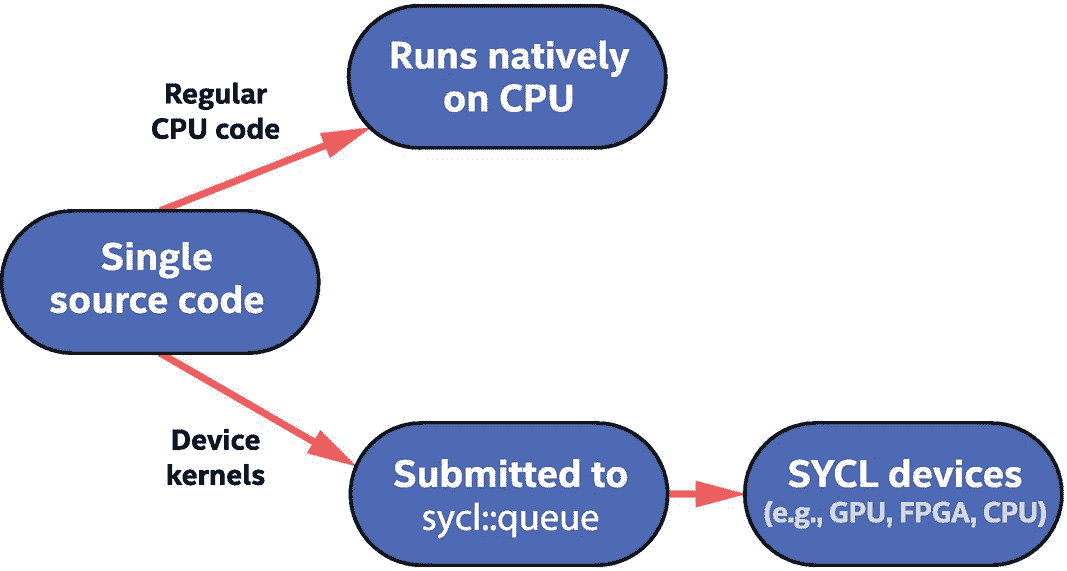 Runs natively
on CPU
Regular
CPU code
Single
source code
Device
kernels
Submitted to
sycl::queue
SYCL devices
(e.g., GPU, FPGA, CPU)